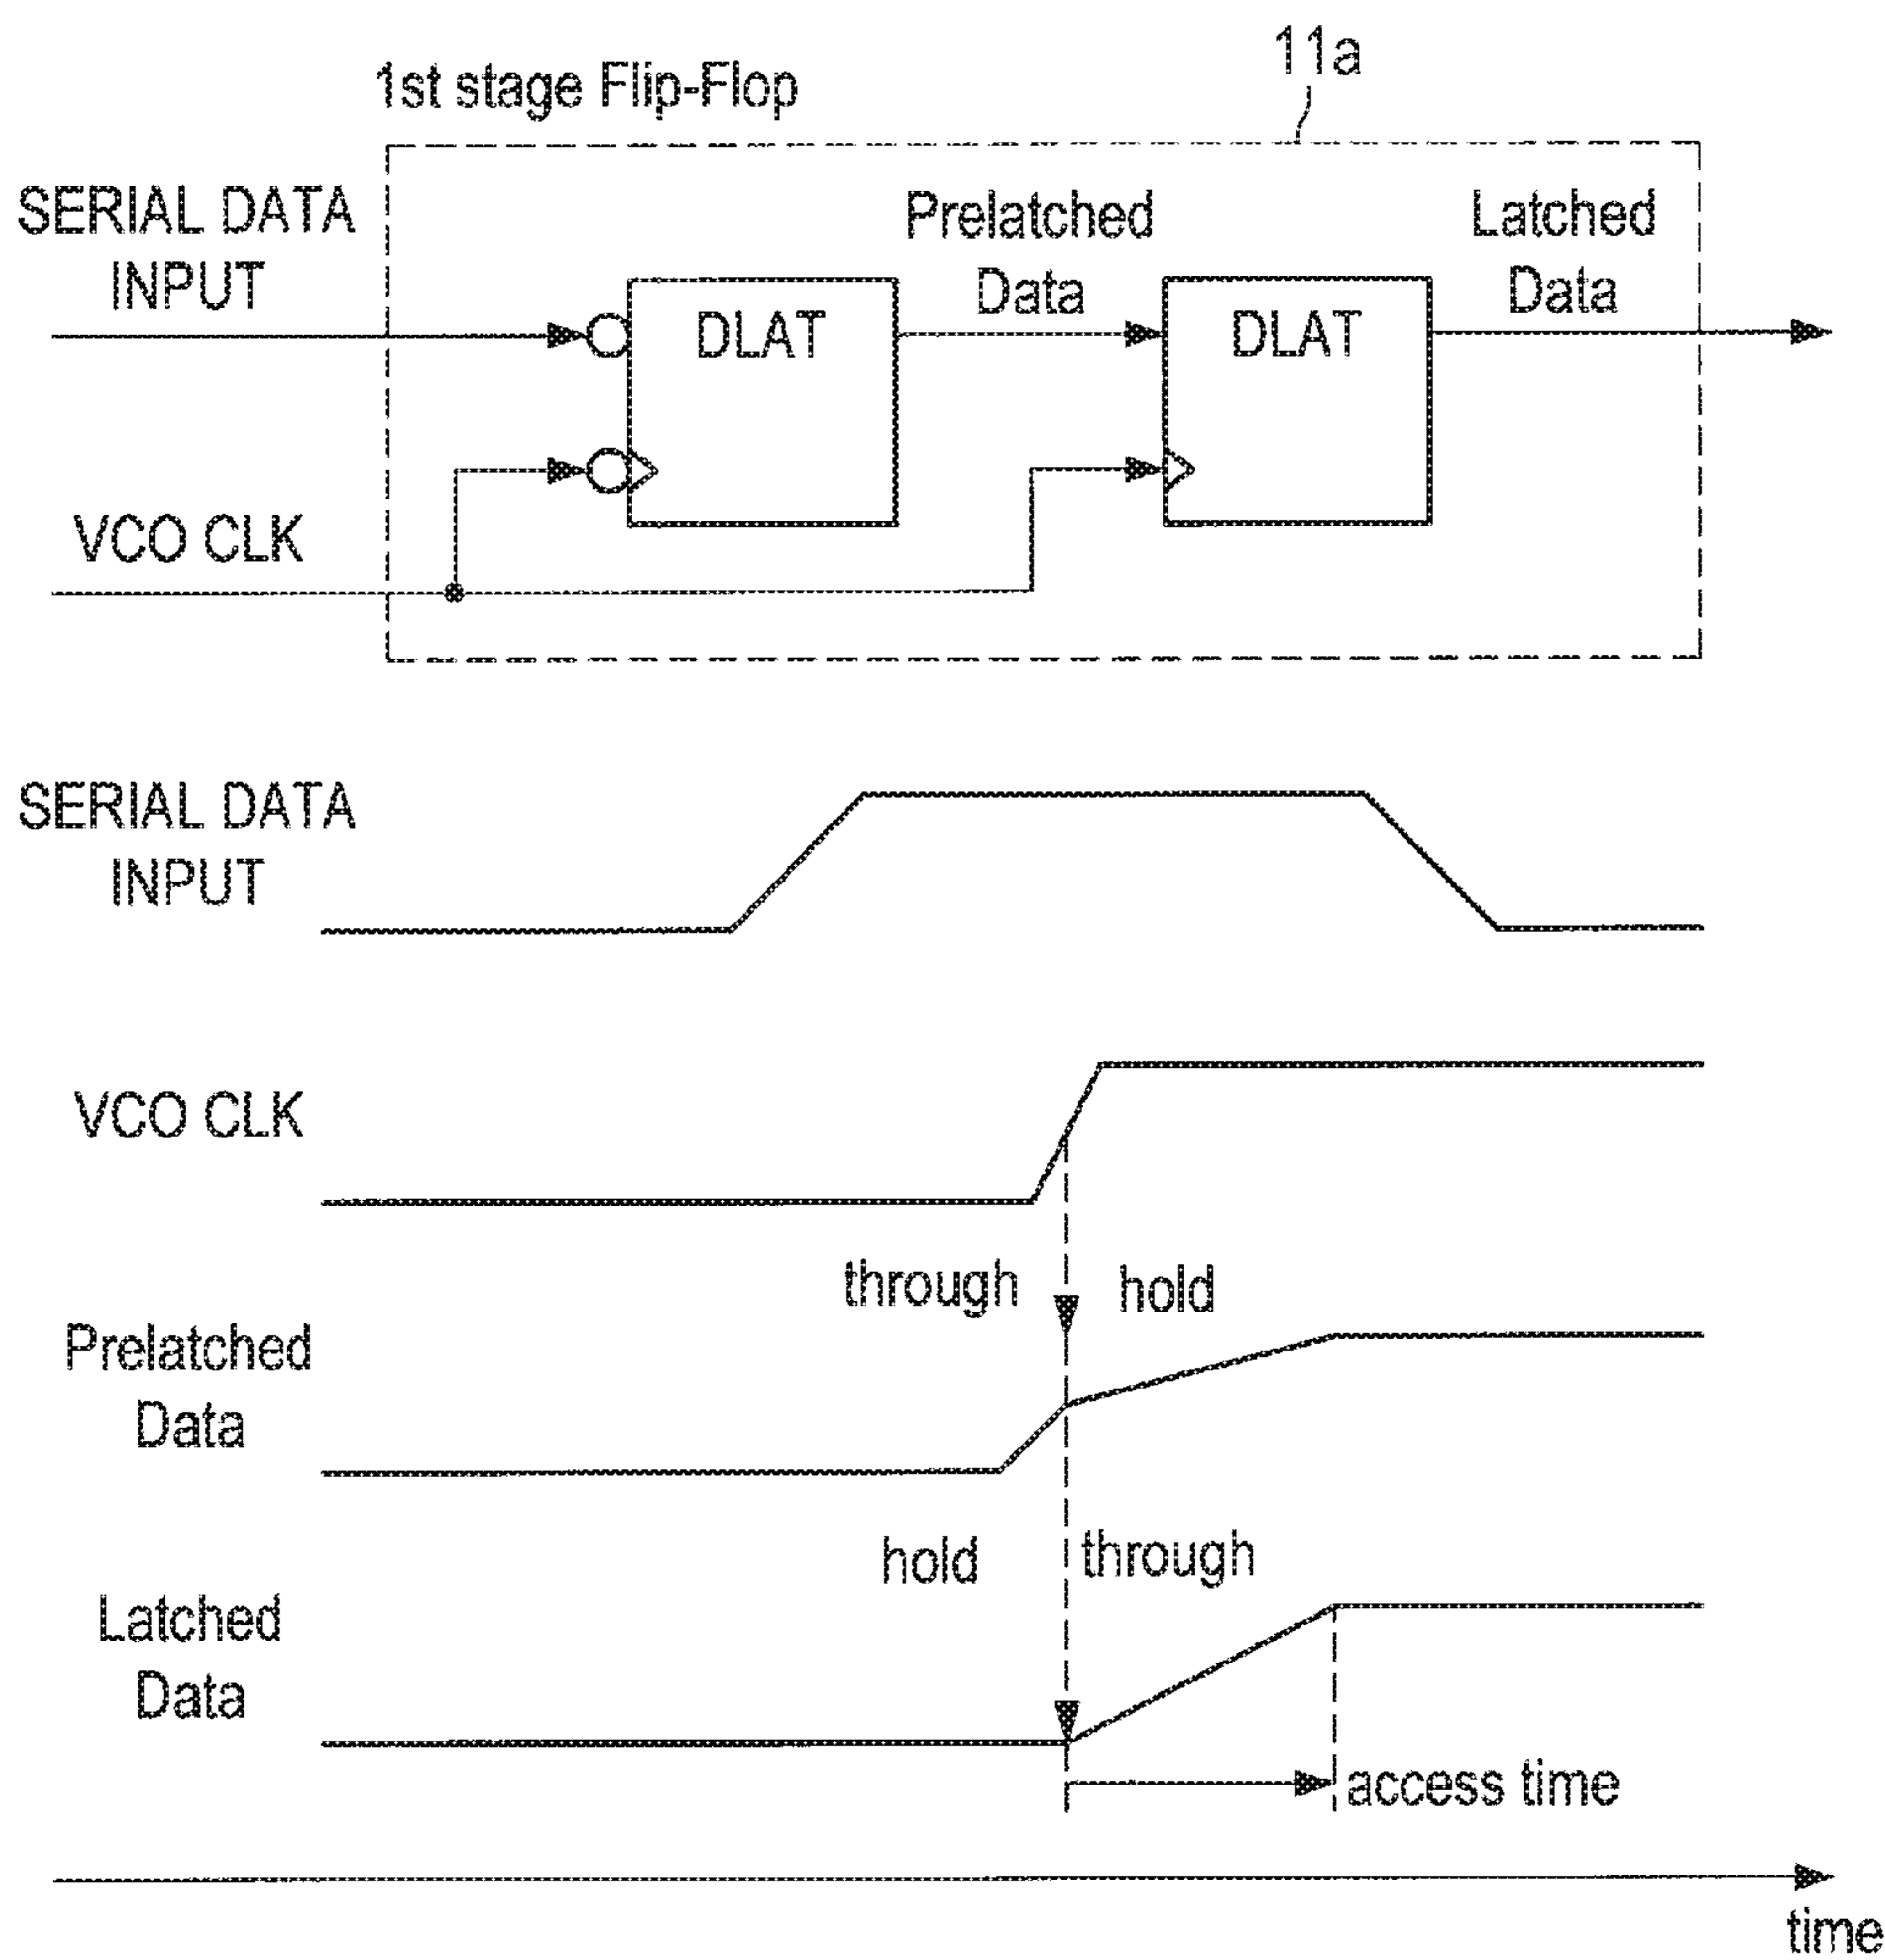 11a
1st stage Flip-Flop
SERIAL DATA
INPUT
Prelatched
Data
Latched
Data
DLAT
DLAT
VCO CLK
SERIAL DATA
INPUT
VCO CLK
through
hold
Prelatched
Data
hold
through
Latched
Data
access time
time